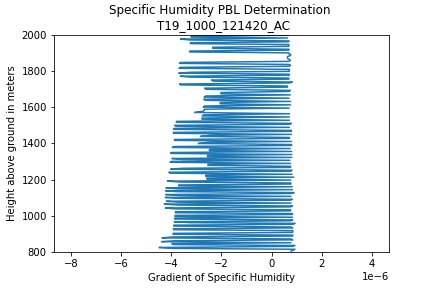 Specific Humidity PBL Determination
T19_1000_121420_AC
2000
1800
1600
1400
1200
1000
800
Height above ground in meters
−8 −6 −4 −2 0 2 4
1e−6
Gradient of Specific Humidity